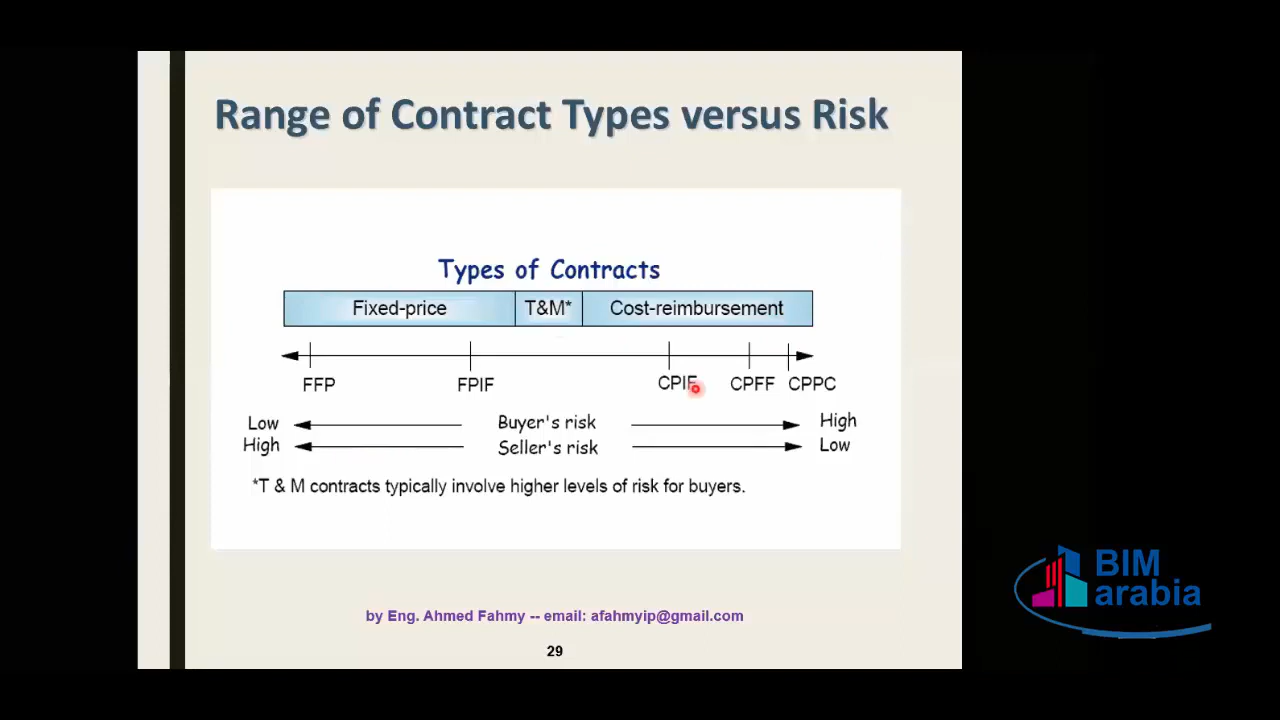 Range of Contract Types versus Risk
Types of Contracts
Fixed-price T&M* Cost-reimbursement
FFP FPIF CPIF CPFF CPPC
Low Buyer's risk High
High Seller's risk Low
*T & M contracts typically involve higher levels of risk for buyers.
BIM
arabia
by Eng. Ahmed Fahmy -- email: afahmyip@gmail.com
29